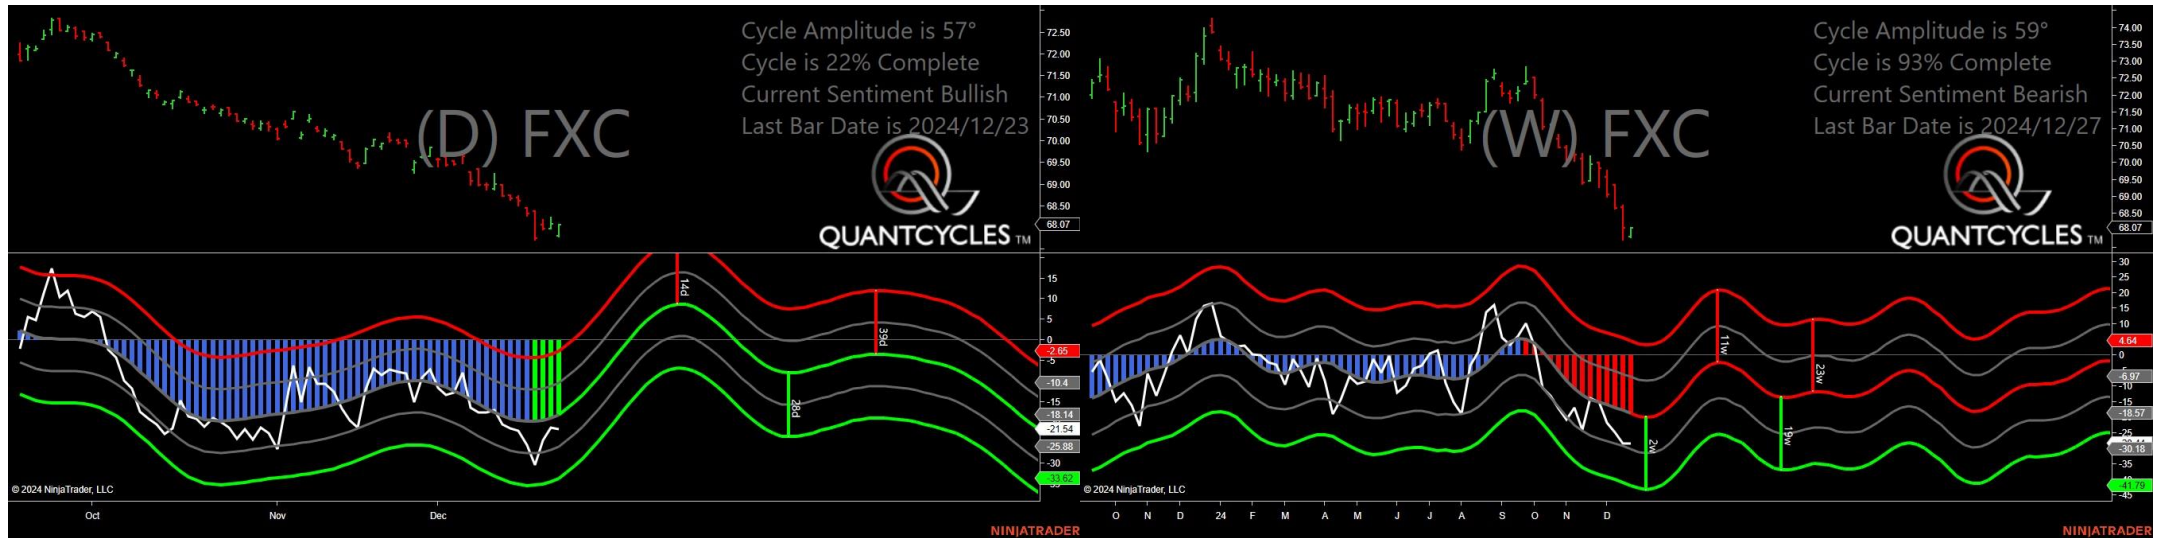 Cycle Amplitude is 57°
Cycle is 22% Complete
Current Sentiment Bullish
Last Bar Date is 2024/12/23
(D) FXC
QUANTCYCLES TM
72.50
72.00
71.50
71.00
70.50
70.00
69.50
69.00
68.50
68.07
14d
39d
28d
15
10
5
0
-2.65
-5
-10.4
-15
-18.14
-21.54
-25.88
-30
-33.62
© 2024 NinjaTrader, LLC
Oct
Nov
Dec
NINJATRADER
Cycle Amplitude is 59°
Cycle is 93% Complete
Current Sentiment Bearish
Last Bar Date is 2024/12/27
(W) FXC
QUANTCYCLES TM
74.00
73.50
73.00
72.50
72.00
71.50
71.00
70.50
70.00
69.50
69.00
68.50
68.07
11w
23w
2w
19w
30
25
20
15
10
4.64
0
-6.97
-10
-15
-18.57
-25
-30.18
-35
-41.79
-45
© 2024 NinjaTrader, LLC
O N D 24 F M A M J J A S O N D
NINJATRADER